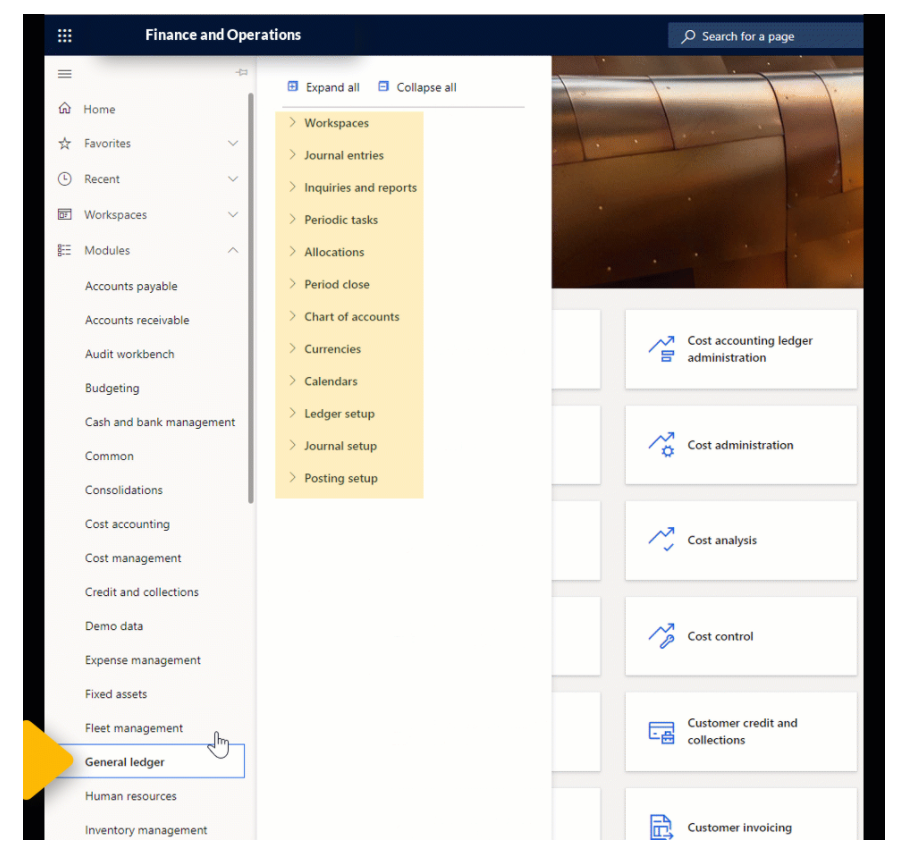 Finance and Operations
Search for a page
Home
Favorites
Recent
Workspaces
Modules
Accounts payable
Accounts receivable
Audit workbench
Budgeting
Cash and bank management
Common
Consolidations
Cost accounting
Cost management
Credit and collections
Demo data
Expense management
Fixed assets
Fleet management
General ledger
Human resources
Inventory management
Expand all
Collapse all
Workspaces
Journal entries
Inquiries and reports
Periodic tasks
Allocations
Period close
Chart of accounts
Currencies
Calendars
Ledger setup
Journal setup
Posting setup
Cost accounting ledger
administration
Cost administration
Cost analysis
Cost control
Customer credit and
collections
Customer invoicing